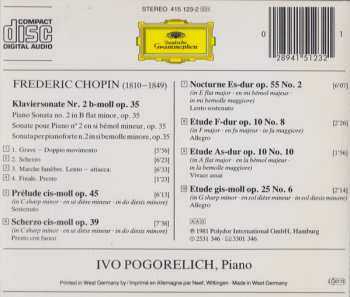 COMPACT
disc
DIGITAL AUDIO
STEREO 415 123-2
Deutsche
Grammophon
0 1
28941 51232
FREDERIC CHOPIN (1810–1849)
Klaviersonate Nr. 2 b-moll op. 35
Piano Sonata no. 2 in B flat minor, op. 35
Sonate pour Piano nº 2 en si bémol mineur, op. 35
Sonata per pianoforte n. 2 in si bemolle minore, op. 35
1. Grave – Doppio movimento [5'56]
2. Scherzo [6'23]
3. Marche funèbre. Lento – attacca: [6'33]
4. Finale. Presto [1'23]
Prélude cis-moll op. 45 [5'13]
(in C sharp minor · en ut dièse mineur · in do diesis minore)
Sostenuto
Scherzo cis-moll op. 39 [7'38]
(in C sharp minor · en ut dièse mineur · in do diesis minore)
Presto con fuoco
Nocturne Es-dur op. 55 No. 2 [6'07]
(in E flat major · en mi bémol majeur ·
in mi bemolle maggiore)
Lento sostenuto
Etude F-dur op. 10 No. 8 [2'26]
(in F major · en fa majeur · in fa maggiore)
Allegro
Etude As-dur op. 10 No. 10 [1'56]
(in A flat major · en la bémol majeur ·
in la bemolle maggiore)
Vivace assai
Etude gis-moll op. 25 No. 6 [2'14]
(in G sharp minor · en sol dièse mineur · in sol diesis minore)
Allegro
AAD
℗ 1981 Polydor International GmbH, Hamburg
2531 346 3301 346
IVO POGORELICH, Piano
Printed in West Germany by / Imprimé en Allemagne par Neef, Wittingen · Made in West Germany